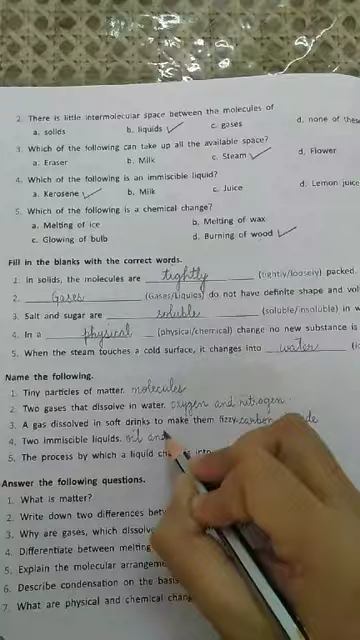 2. There is little intermolecular space between the molecules of
a. solids b. liquids ✓ c. gases d. none of these
3. Which of the following can take up all the available space?
a. Eraser b. Milk c. Steam ✓ d. Flower
4. Which of the following is an immiscible liquid?
a. Kerosene ✓ b. Milk c. Juice d. Lemon juice
5. Which of the following is a chemical change?
a. Melting of ice b. Melting of wax
c. Glowing of bulb d. Burning of wood ✓
Fill in the blanks with the correct words.
1. In solids, the molecules are tightly (tightly/loosely) packed.
2. Gases (Gases/Liquids) do not have definite shape and vol
3. Salt and sugar are soluble (soluble/insoluble) in w
4. In a physical (physical/chemical) change no new substance is
5. When the steam touches a cold surface, it changes into water
Name the following.
1. Tiny particles of matter. molecules
2. Two gases that dissolve in water. oxygen and nitrogen.
3. A gas dissolved in soft drinks to make them fizzy. carbon
4. Two immiscible liquids. oil and
5. The process by which a liquid
Answer the following questions.
1. What is matter?
2. Write down two differences bet
3. Why are gases, which dissolve
4. Differentiate between melting
5. Explain the molecular arrangeme
6. Describe condensation on the basis
7. What are physical and chemical chan